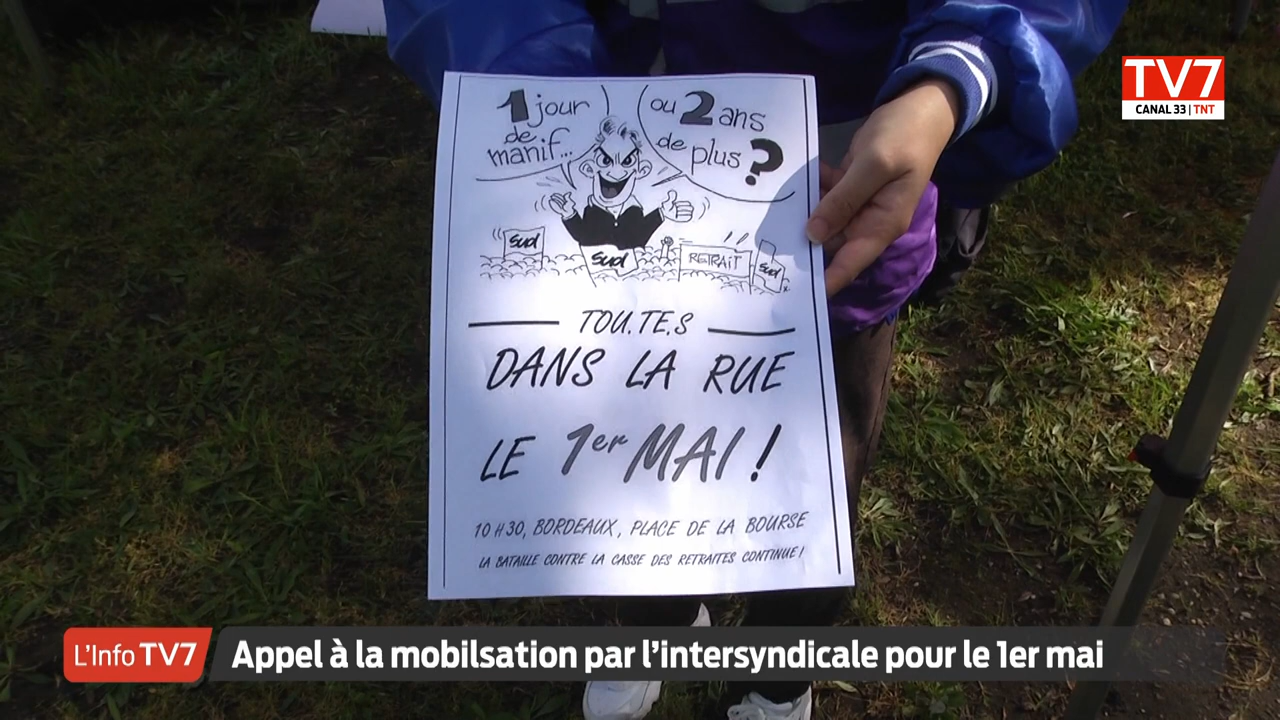 TV7
CANAL 33 | TNT
1 jour
de
manif...
ou 2 ans
de plus ?
Sud
Sud
RETRAIT
Sud
TOU.TE.S
DANS LA RUE
LE 1er MAI !
10 H 30, BORDEAUX, PLACE DE LA BOURSE
LA BATAILLE CONTRE LA CASSE DES RETRAITES CONTINUE !
L'Info TV7
Appel à la mobilsation par l'intersyndicale pour le 1er mai